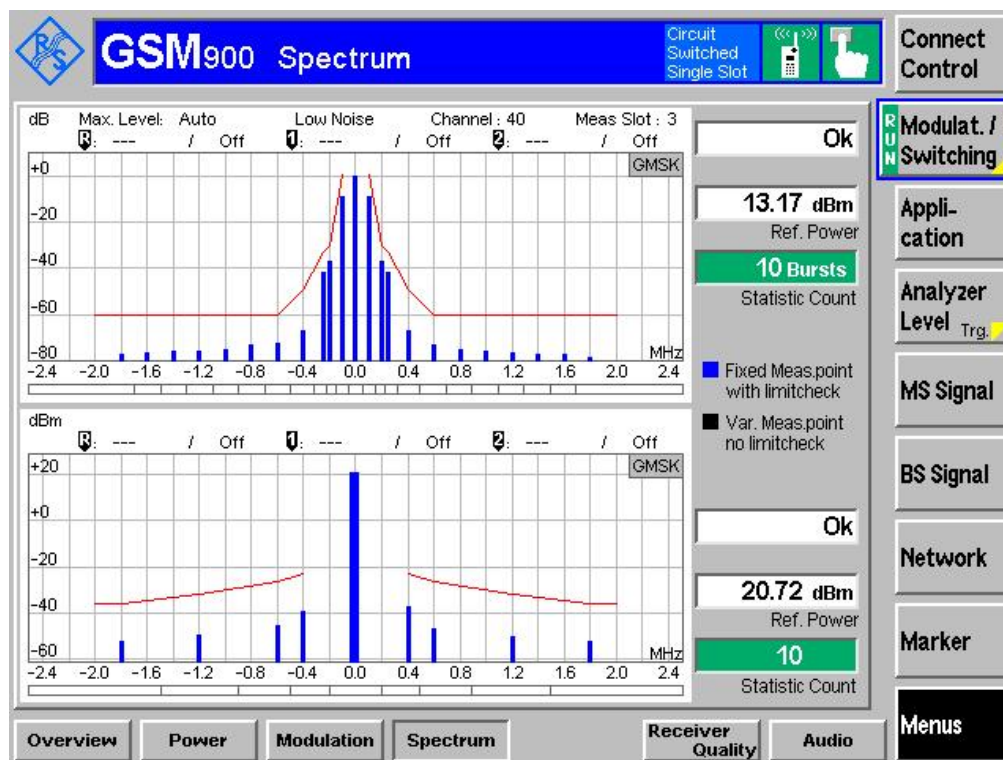 R&S
GSM900 Spectrum
Circuit
Switched
Single Slot
Connect
Control
dB Max. Level: Auto Low Noise Channel : 40 Meas Slot : 3
R: --- / Off 1: --- / Off 2: --- / Off
GMSK
+0
-20
-40
-60
-80
MHz
-2.4 -2.0 -1.6 -1.2 -0.8 -0.4 0.0 0.4 0.8 1.2 1.6 2.0 2.4
Ok
13.17 dBm
Ref. Power
10 Bursts
Statistic Count
Fixed Meas.point
with limitcheck
Var. Meas.point
no limitcheck
dBm
R: --- / Off 1: --- / Off 2: --- / Off
GMSK
+20
+0
-20
-40
-60
MHz
-2.4 -2.0 -1.6 -1.2 -0.8 -0.4 0.0 0.4 0.8 1.2 1.6 2.0 2.4
Ok
20.72 dBm
Ref. Power
10
Statistic Count
RUN
Modulat. /
Switching
Appli-
cation
Analyzer
Level Trg.
MS Signal
BS Signal
Network
Marker
Menus
Overview
Power
Modulation
Spectrum
Receiver
Quality
Audio